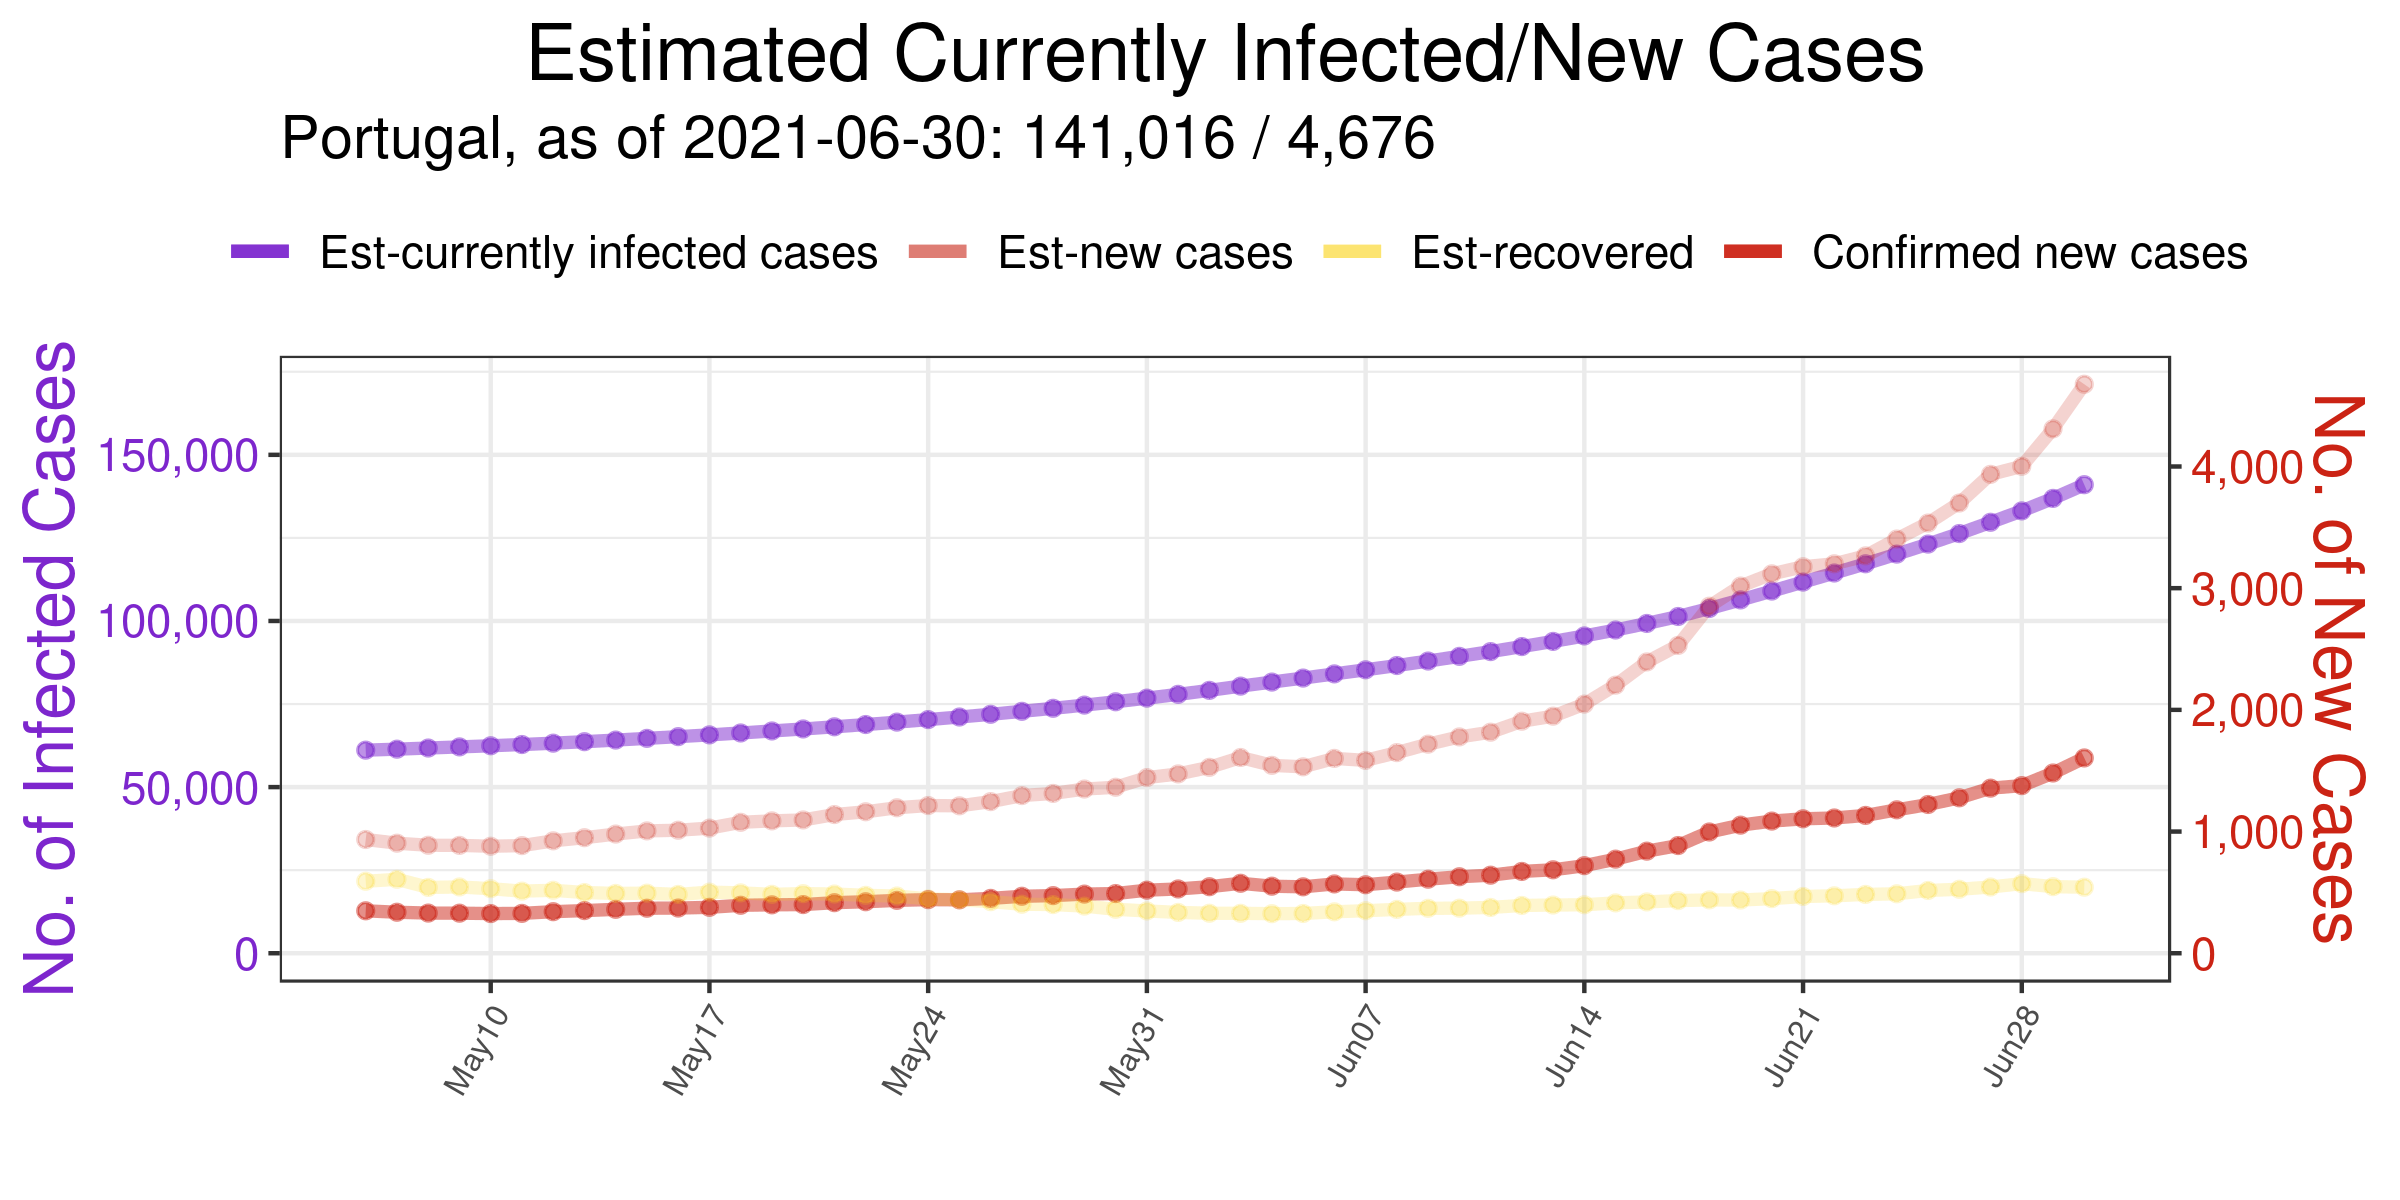 Estimated Currently Infected/New Cases
Portugal, as of 2021-06-30: 141,016 / 4,676
Est-currently infected cases Est-new cases Est-recovered Confirmed new cases
No. of Infected Cases
150,000
100,000
50,000
0
4,000
3,000
2,000
1,000
0
No. of New Cases
May10 May17 May24 May31 Jun07 Jun14 Jun21 Jun28